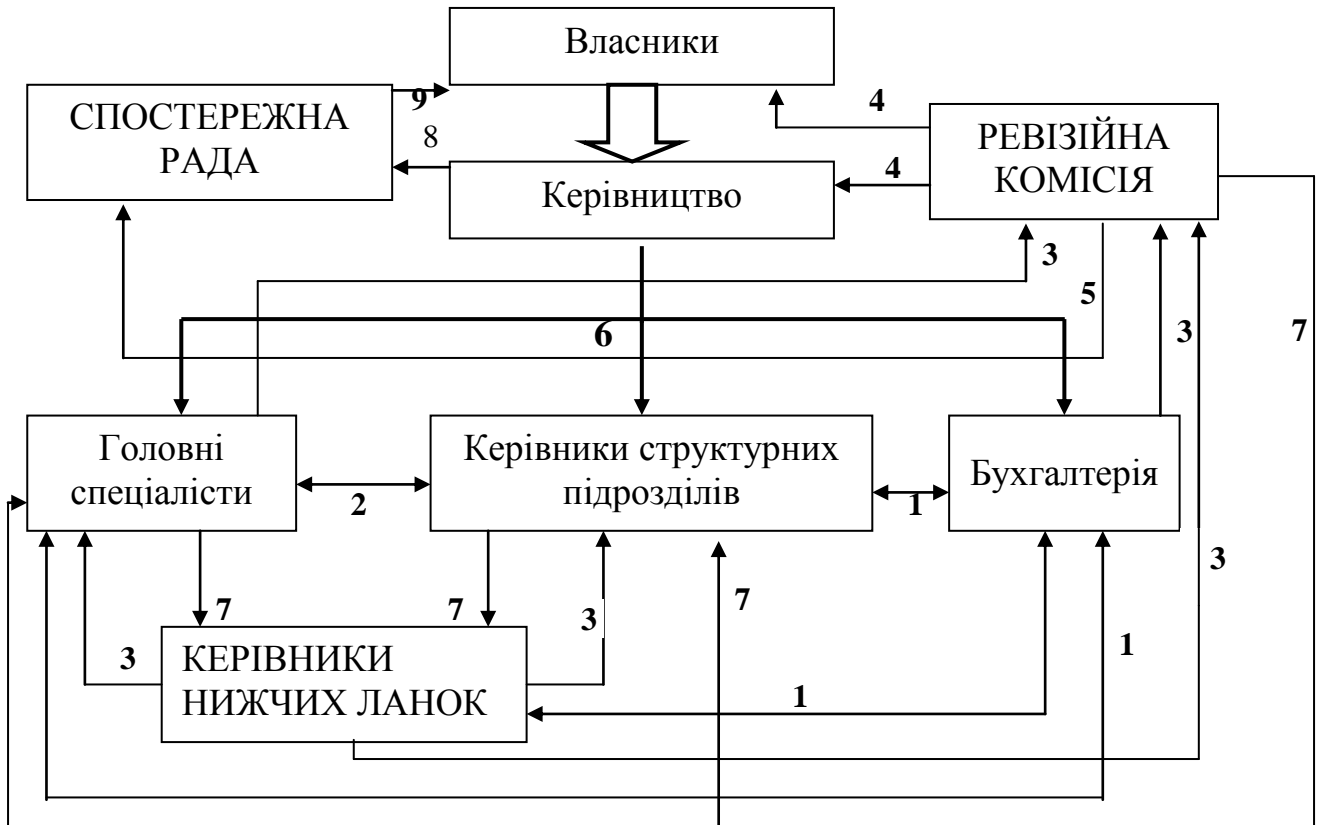 Власники
9
4
СПОСТЕРЕЖНА
РАДА
8
РЕВІЗІЙНА
КОМІСІЯ
4
Керівництво
3
5
6
3
7
Головні
спеціалісти
Керівники структурних
підрозділів
Бухгалтерія
2
1
3
7
7
3
7
3
КЕРІВНИКИ
НИЖЧИХ ЛАНОК
1
1